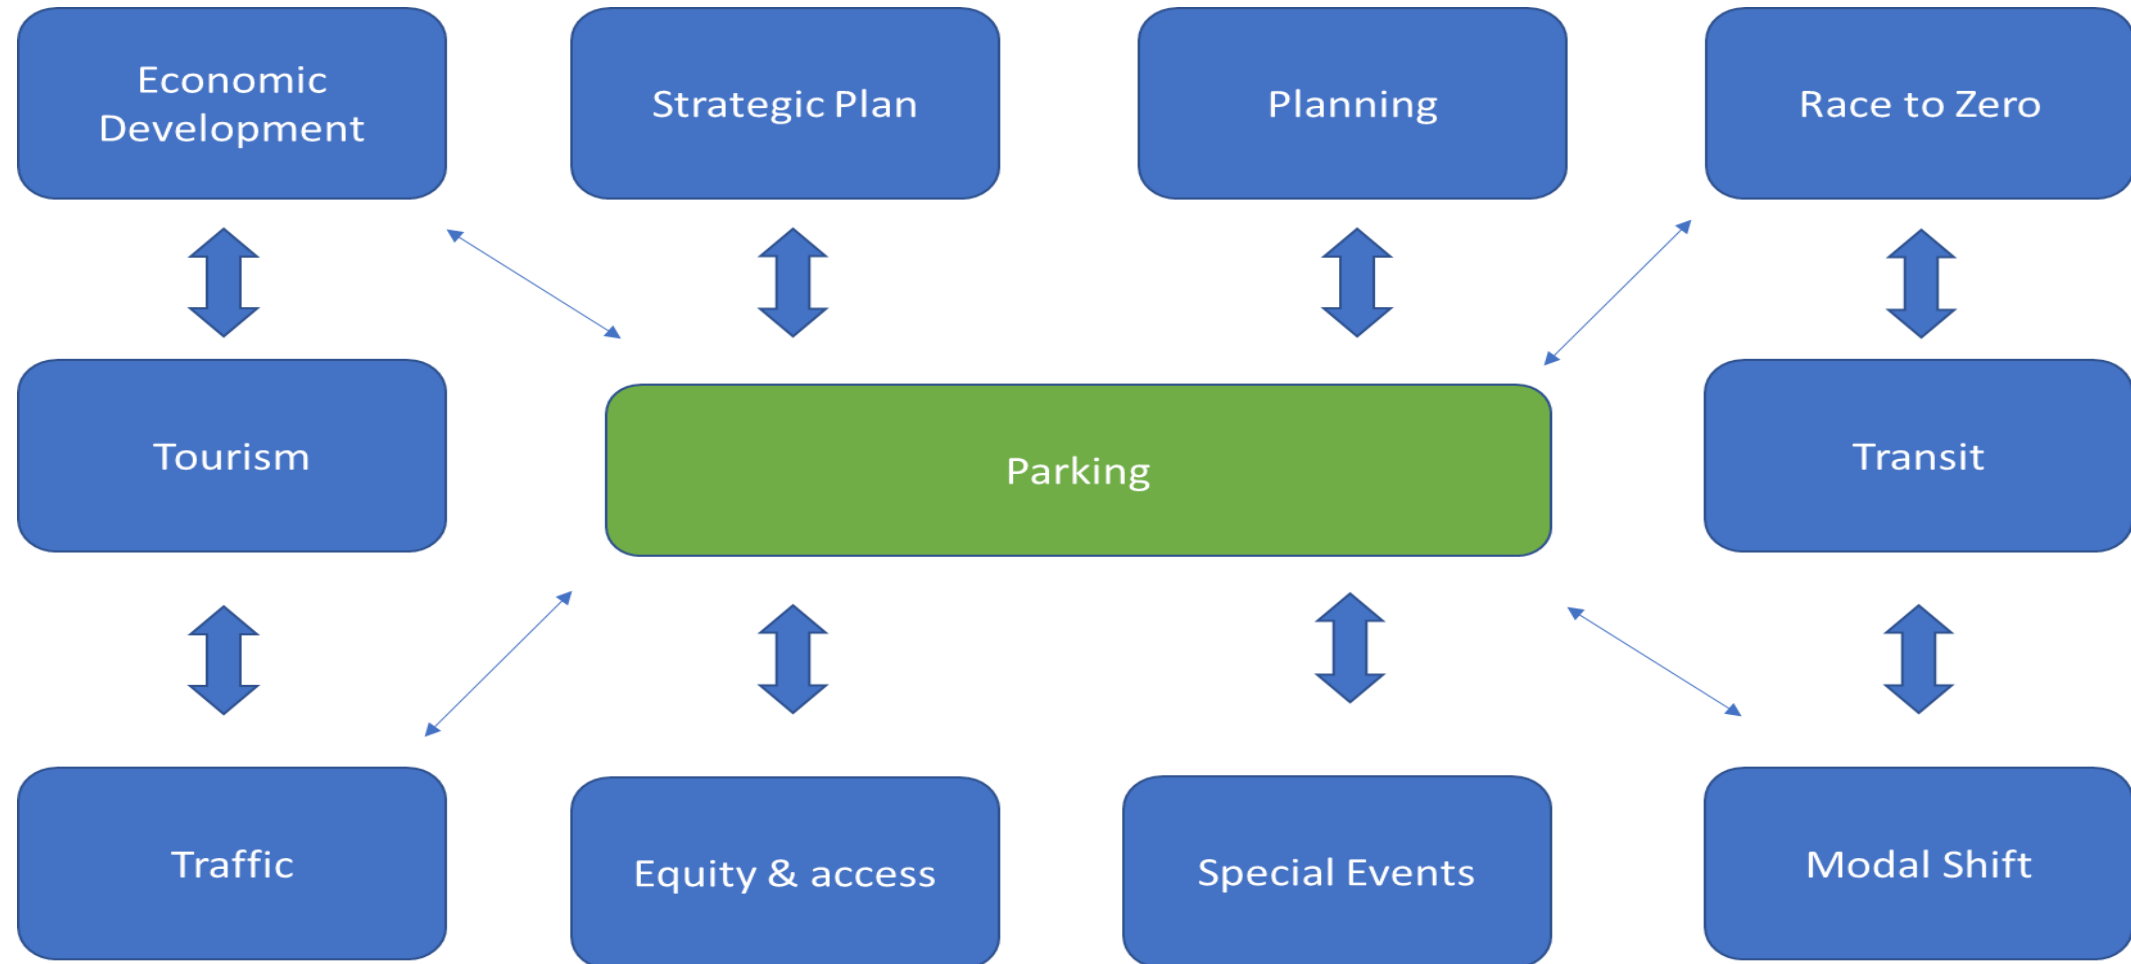 Economic
Development
Strategic Plan
Planning
Race to Zero
Tourism
Parking
Transit
Traffic
Equity & access
Special Events
Modal Shift